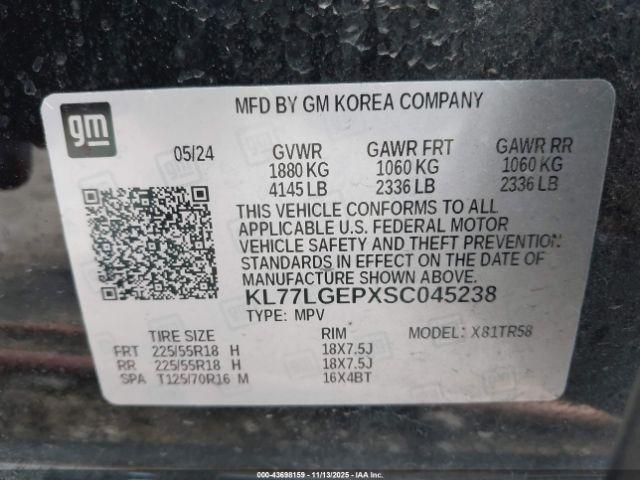 gm
MFD BY GM KOREA COMPANY
05/24 GVWR GAWR FRT GAWR RR
1880 KG 1060 KG 1060 KG
4145 LB 2336 LB 2336 LB
THIS VEHICLE CONFORMS TO ALL
APPLICABLE U.S. FEDERAL MOTOR
VEHICLE SAFETY AND THEFT PREVENTION
STANDARDS IN EFFECT ON THE DATE OF
MANUFACTURE SHOWN ABOVE.
KL77LGEPXSC045238
TYPE: MPV
TIRE SIZE RIM MODEL: X81TR58
FRT 225/55R18 H 18X7.5J
RR 225/55R18 H 18X7.5J
SPA T125/70R16 M 16X4BT
000-43698159 - 11/13/2025 - IAA Inc.